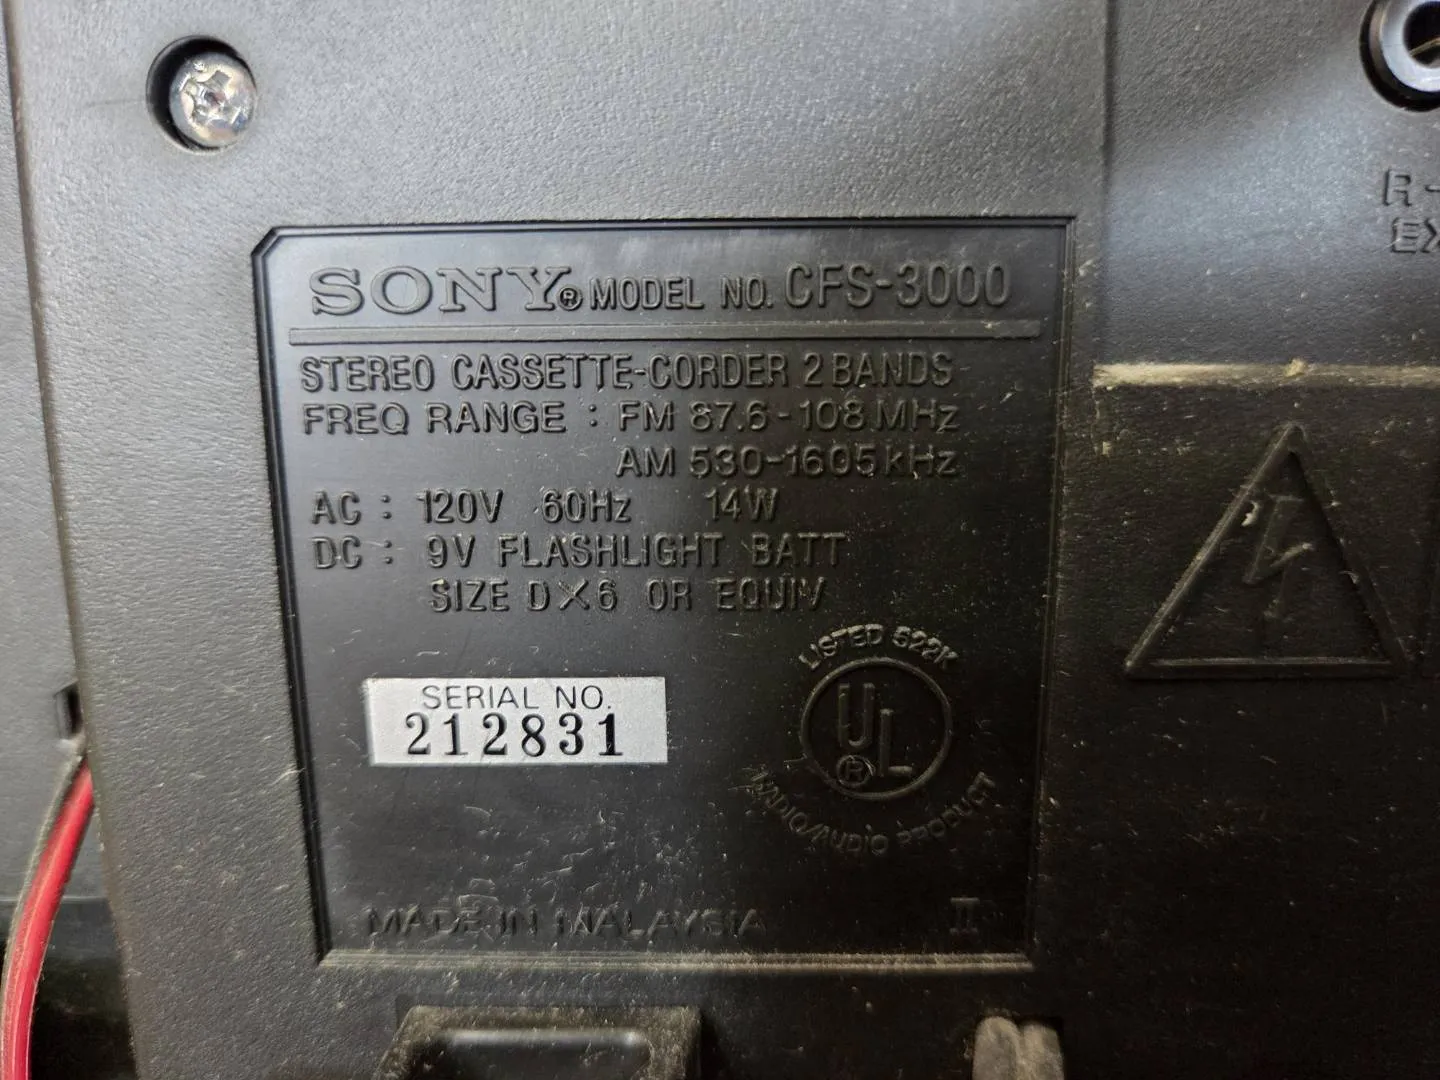 SONY® MODEL NO. CFS-3000
STEREO CASSETTE-CORDER 2 BANDS
FREQ RANGE : FM 87.6-108 MHz
AM 530-1605 kHz
AC : 120V 60Hz 14W
DC : 9V FLASHLIGHT BATT
SIZE D×6 OR EQUIV
LISTED 522K
UL®
RADIO/AUDIO PRODUCT
SERIAL NO.
212831
MADE IN MALAYSIA II
R-